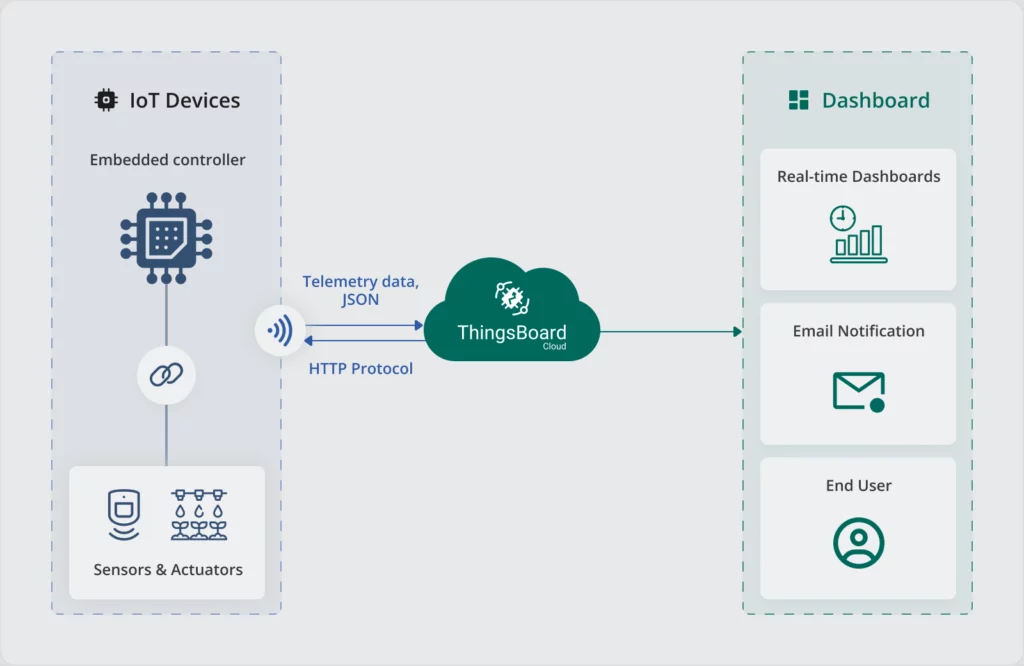 IoT Devices
Embedded controller
Sensors & Actuators
Telemetry data,
JSON
HTTP Protocol
ThingsBoard
Cloud
Dashboard
Real-time Dashboards
Email Notification
End User